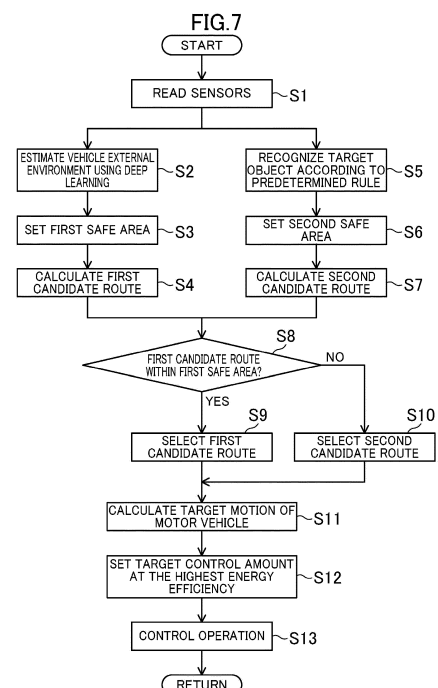 FIG.7
START
READ SENSORS
S1
ESTIMATE VEHICLE EXTERNAL
ENVIRONMENT USING DEEP
LEARNING
S2
RECOGNIZE TARGET
OBJECT ACCORDING TO
PREDETERMINED RULE
S5
SET FIRST SAFE AREA
S3
SET SECOND SAFE
AREA
S6
CALCULATE FIRST
CANDIDATE ROUTE
S4
CALCULATE SECOND
CANDIDATE ROUTE
S7
S8
FIRST CANDIDATE ROUTE
WITHIN FIRST SAFE AREA?
NO
YES
S9
SELECT FIRST
CANDIDATE ROUTE
S10
SELECT SECOND
CANDIDATE ROUTE
CALCULATE TARGET MOTION OF
MOTOR VEHICLE
S11
SET TARGET CONTROL AMOUNT
AT THE HIGHEST ENERGY
EFFICIENCY
S12
CONTROL OPERATION
S13
RETURN